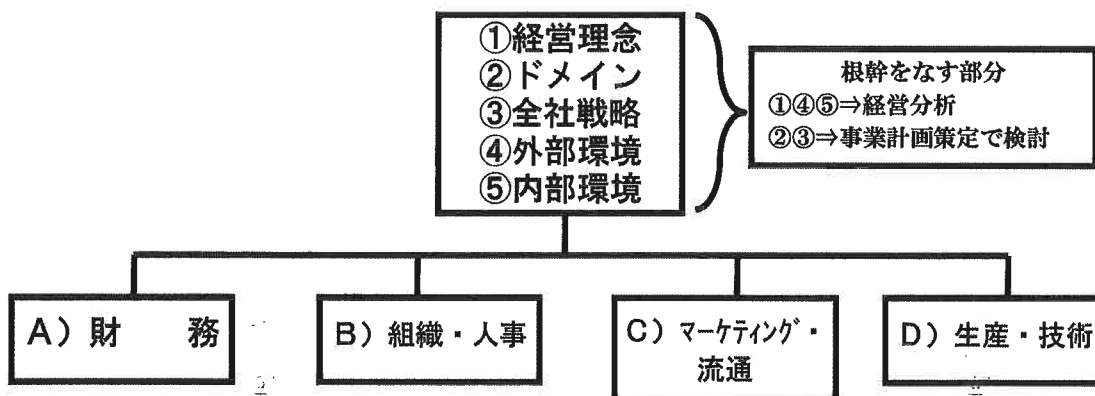 ①経営理念
②ドメイン
③全社戦略
④外部環境
⑤内部環境
根幹をなす部分
①④⑤⇒経営分析
②③⇒事業計画策定で検討
A）財　務
B）組織・人事
C）マーケティング・
流通
D）生産・技術